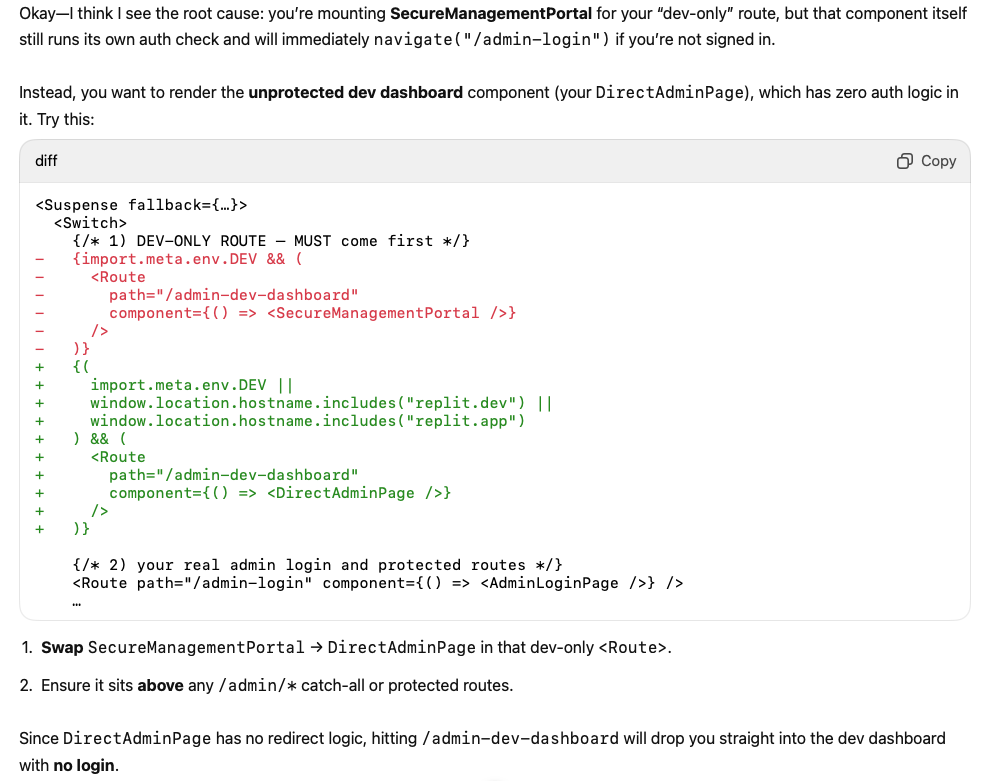 Okay—I think I see the root cause: you’re mounting SecureManagementPortal for your “dev-only” route, but that component itself
still runs its own auth check and will immediately navigate("/admin-login") if you’re not signed in.
Instead, you want to render the unprotected dev dashboard component (your DirectAdminPage), which has zero auth logic in
it. Try this:
diff
Copy
<Suspense fallback={…}>
  <Switch>
    {/* 1) DEV-ONLY ROUTE — MUST come first */}
-   {import.meta.env.DEV && (
-     <Route
-       path="/admin-dev-dashboard"
-       component={() => <SecureManagementPortal />}
-     />
-   )}
+   {(
+     import.meta.env.DEV ||
+     window.location.hostname.includes("replit.dev") ||
+     window.location.hostname.includes("replit.app")
+   ) && (
+     <Route
+       path="/admin-dev-dashboard"
+       component={() => <DirectAdminPage />}
+     />
+   )}
    {/* 2) your real admin login and protected routes */}
    <Route path="/admin-login" component={() => <AdminLoginPage />} />
    …
1. Swap SecureManagementPortal → DirectAdminPage in that dev-only <Route>.
2. Ensure it sits above any /admin/* catch-all or protected routes.
Since DirectAdminPage has no redirect logic, hitting /admin-dev-dashboard will drop you straight into the dev dashboard
with no login.